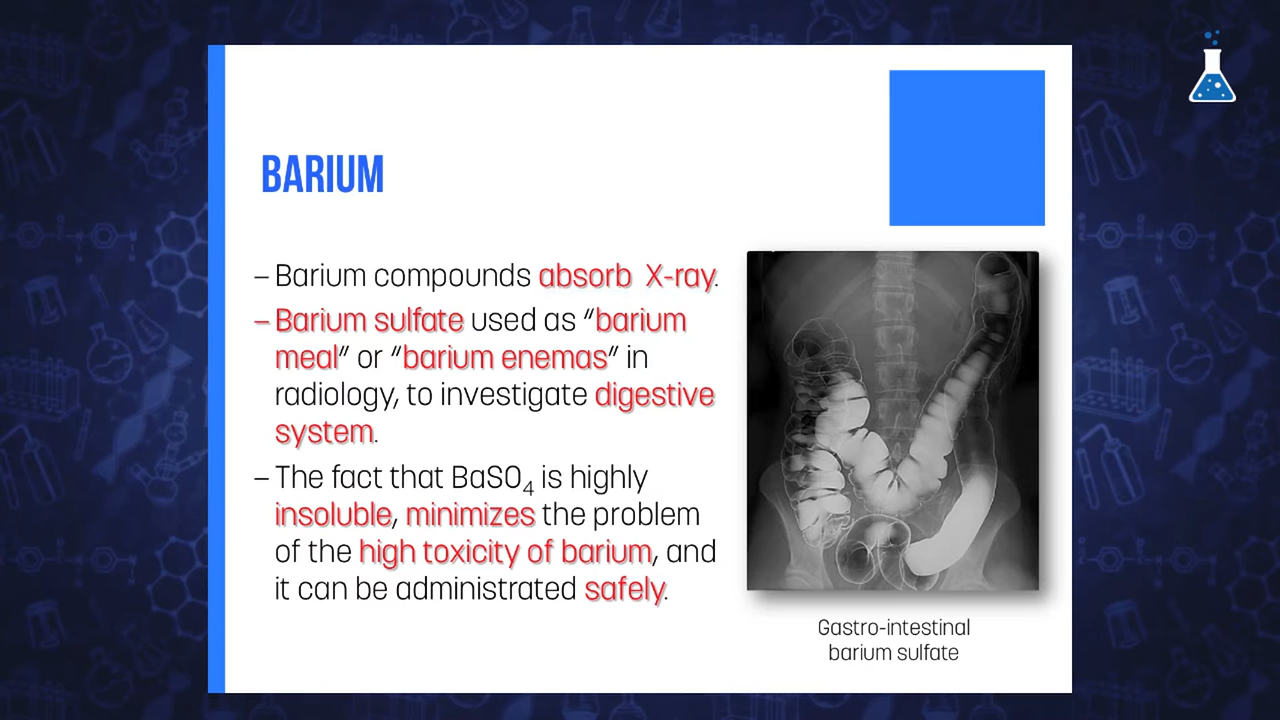 BARIUM
– Barium compounds absorb X-ray.
– Barium sulfate used as “barium
meal” or “barium enemas” in
radiology, to investigate digestive
system.
– The fact that BaSO₄ is highly
insoluble, minimizes the problem
of the high toxicity of barium, and
it can be administrated safely.
Gastro-intestinal
barium sulfate